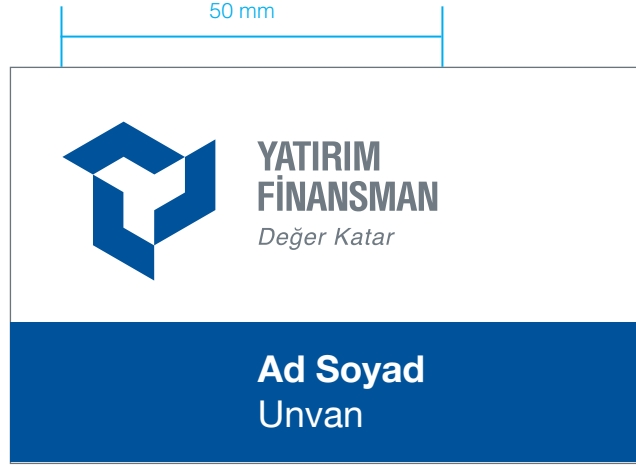 50 mm
YATIRIM
FİNANSMAN
Değer Katar
Ad Soyad
Unvan